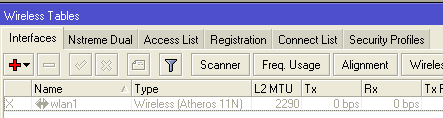 Wireless Tables
Interfaces Nstreme Dual Access List Registration Connect List Security Profiles
Scanner Freq. Usage Alignment Wirele
Name Type L2 MTU Tx Rx Tx F
X wlan1 Wireless (Atheros 11N) 2290 0 bps 0 bps